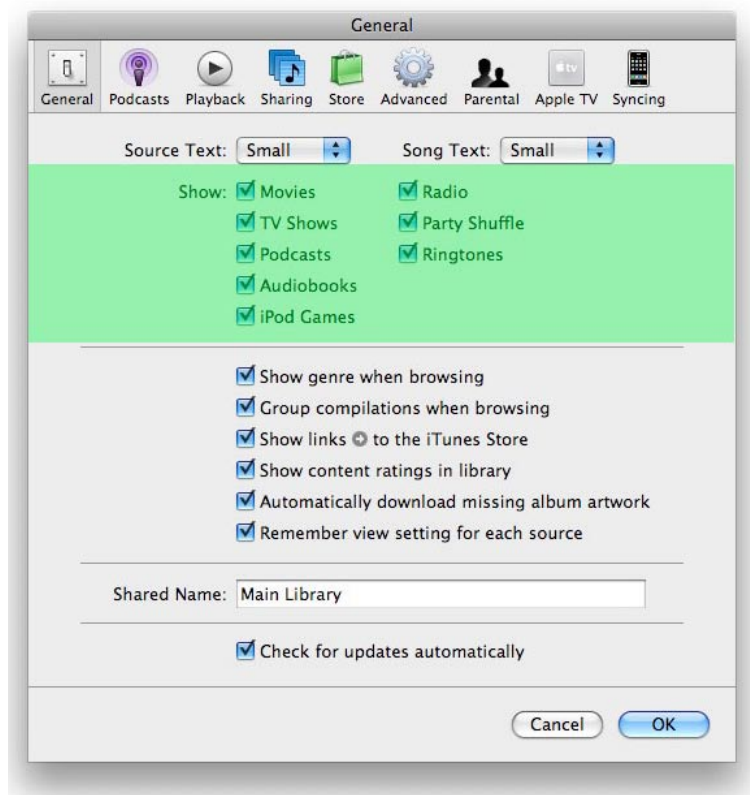 General
General Podcasts Playback Sharing Store Advanced Parental Apple TV Syncing
Source Text: Small Song Text: Small
Show: Movies Radio
TV Shows Party Shuffle
Podcasts Ringtones
Audiobooks
iPod Games
Show genre when browsing
Group compilations when browsing
Show links to the iTunes Store
Show content ratings in library
Automatically download missing album artwork
Remember view setting for each source
Shared Name: Main Library
Check for updates automatically
Cancel OK